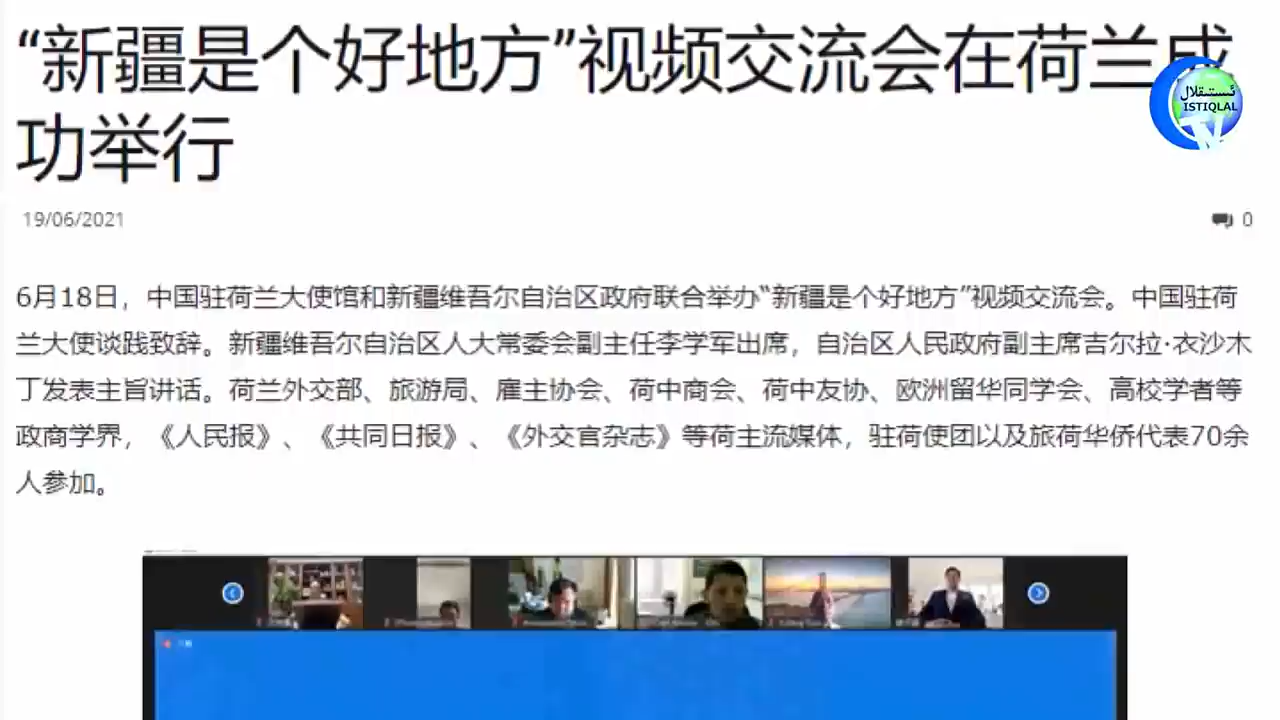 “新疆是个好地方”视频交流会在荷兰成
功举行
ئىستىقلال
ISTIQLAL
TV
19/06/2021
0
6月18日，中国驻荷兰大使馆和新疆维吾尔自治区政府联合举办“新疆是个好地方”视频交流会。中国驻荷
兰大使谈践致辞。新疆维吾尔自治区人大常委会副主任李学军出席，自治区人民政府副主席吉尔拉·衣沙木
丁发表主旨讲话。荷兰外交部、旅游局、雇主协会、荷中商会、荷中友协、欧洲留华同学会、高校学者等
政商学界，《人民报》、《共同日报》、《外交官杂志》等荷主流媒体，驻荷使团以及旅荷华侨代表70余
人参加。